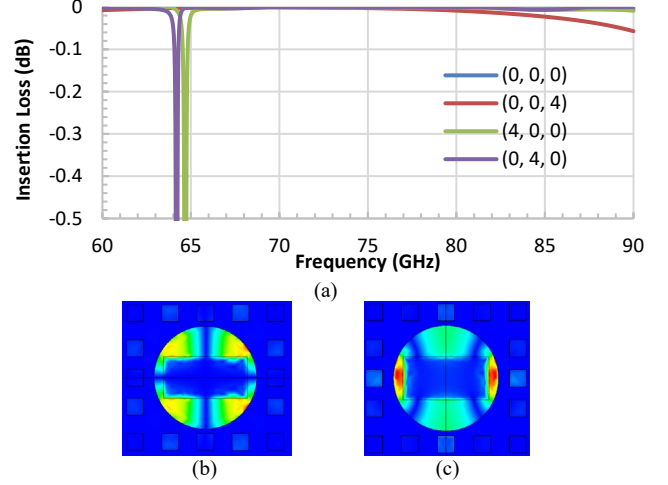 0
-0.1
-0.2
-0.3
-0.4
-0.5
Insertion Loss (dB)
(0, 0, 0)
(0, 0, 4)
(4, 0, 0)
(0, 4, 0)
60 65 70 75 80 85 90
Frequency (GHz)
(a)
(b) (c)